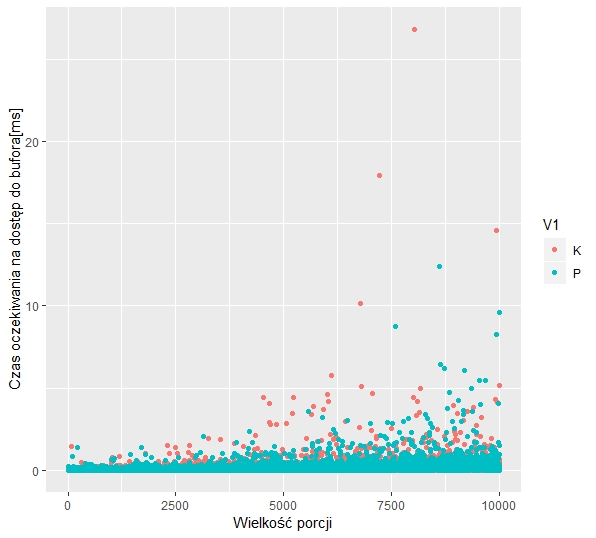 Czas oczekiwania na dostęp do bufora[ms]
20
10
0
0 2500 5000 7500 10000
Wielkość porcji
V1
K
P